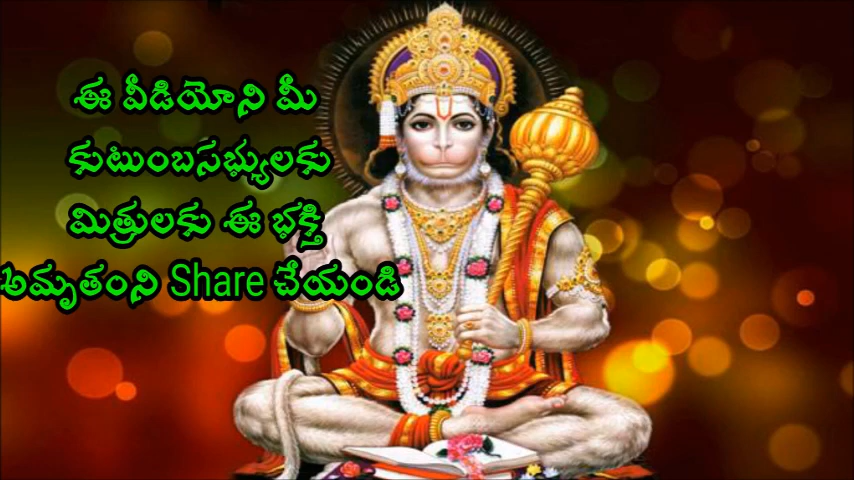 ఈ వీడియోని మీ
కుటుంబసభ్యులకు
మిత్రులకు ఈ భక్తి
అమృతంని Share చేయండి